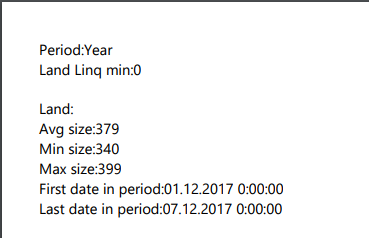 Period:Year
Land Linq min:0
Land:
Avg size:379
Min size:340
Max size:399
First date in period:01.12.2017 0:00:00
Last date in period:07.12.2017 0:00:00